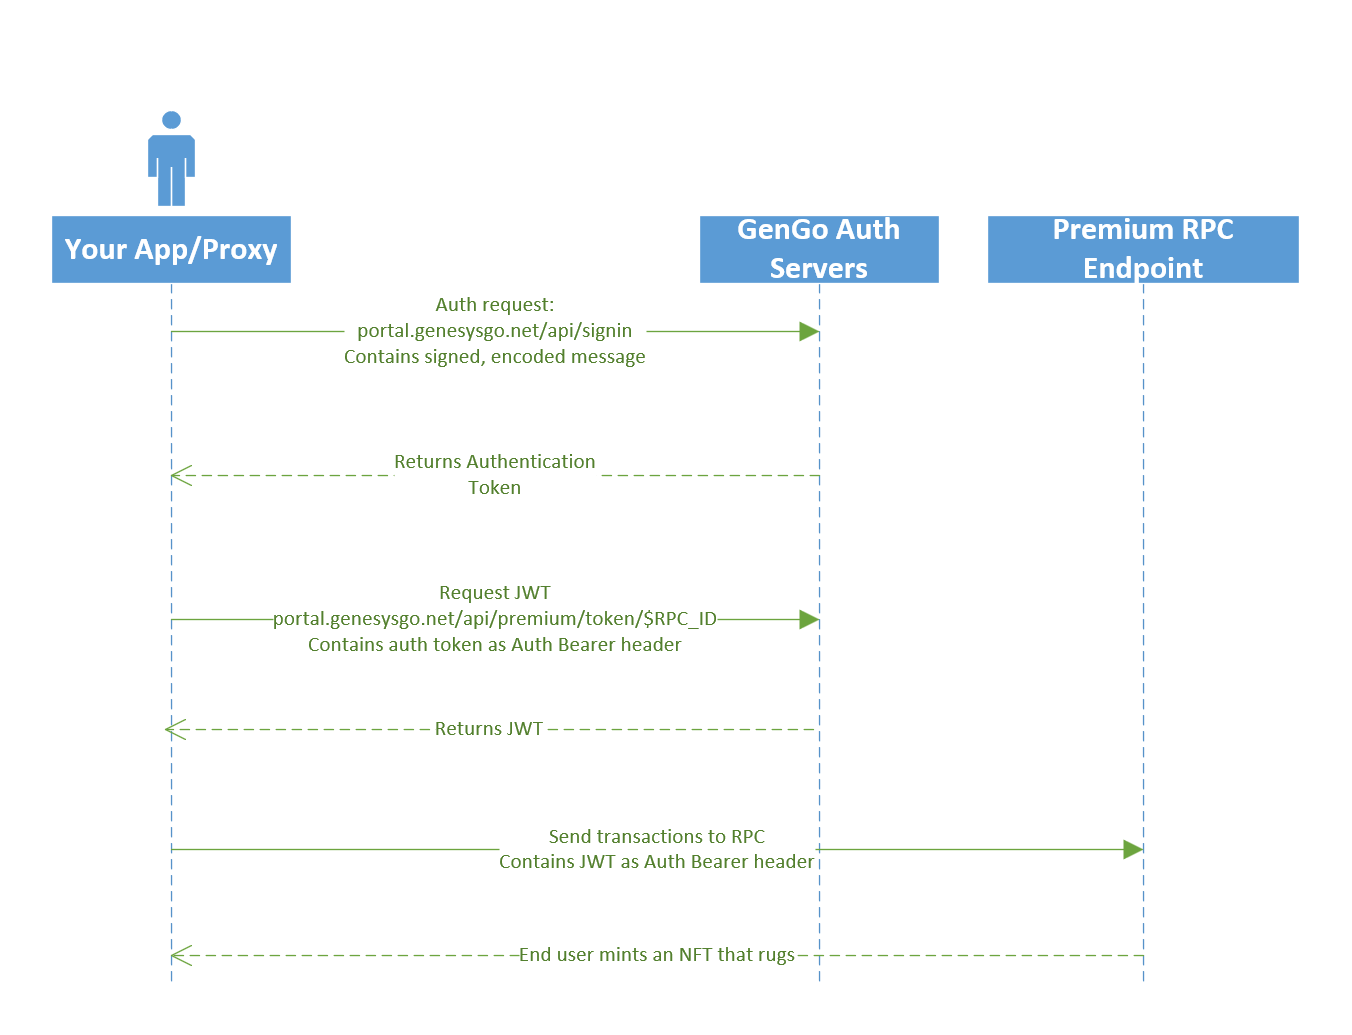 Your App/Proxy
GenGo Auth
Servers
Premium RPC
Endpoint
Auth request:
portal.genesysgo.net/api/signin
Contains signed, encoded message
Returns Authentication
Token
Request JWT
portal.genesysgo.net/api/premium/token/$RPC_ID
Contains auth token as Auth Bearer header
Returns JWT
Send transactions to RPC
Contains JWT as Auth Bearer header
End user mints an NFT that rugs